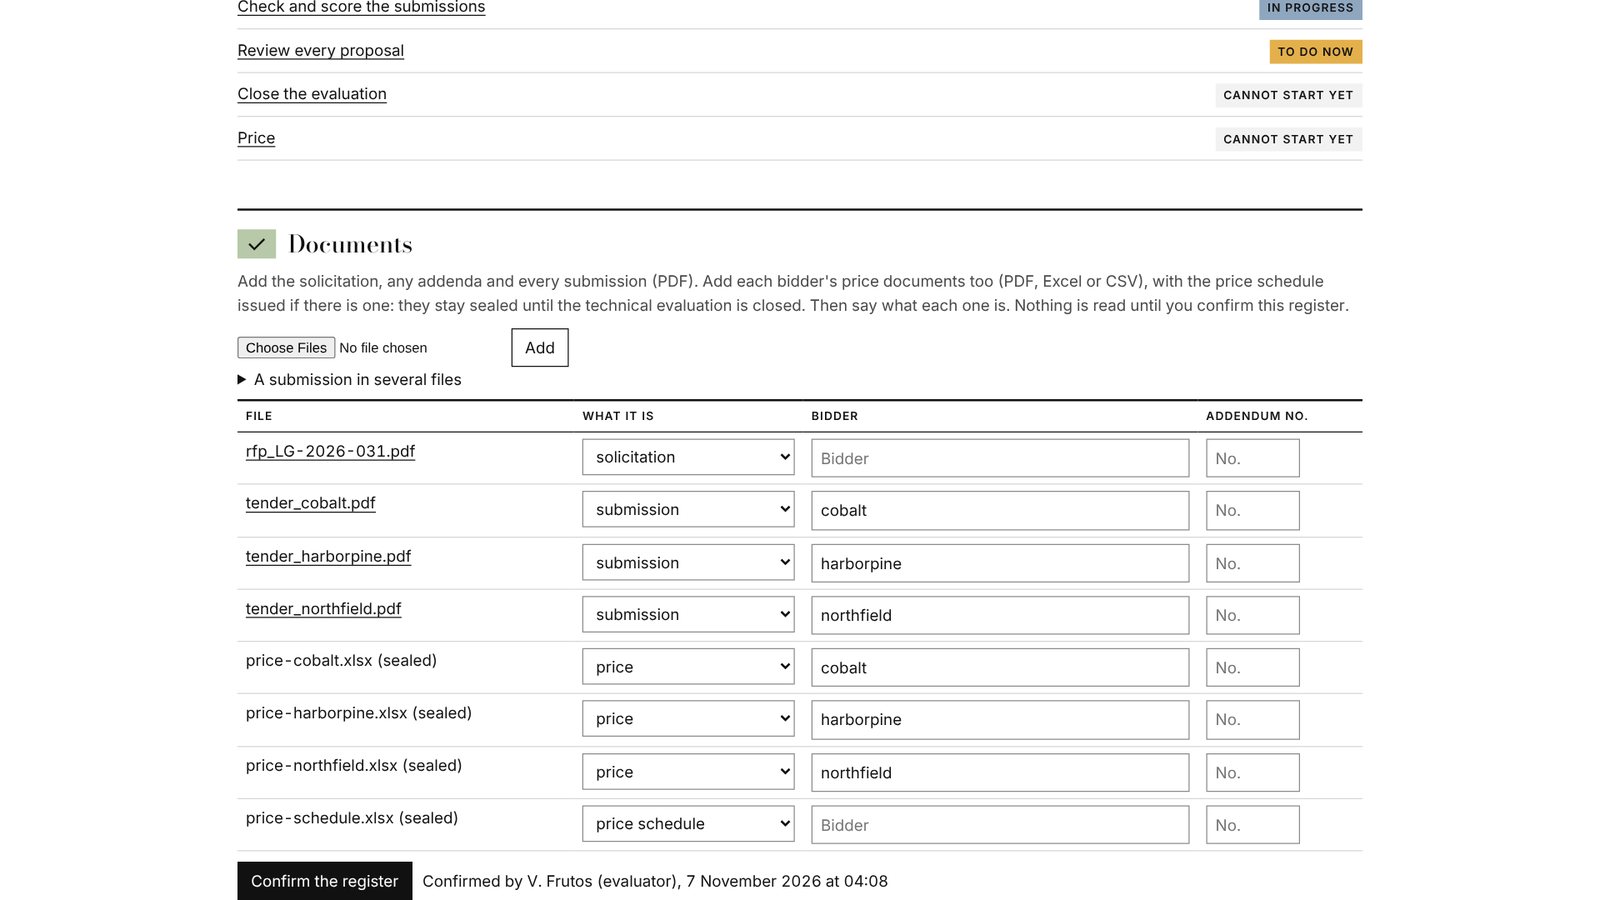 Check and score the submissions IN PROGRESS
Review every proposal TO DO NOW
Close the evaluation CANNOT START YET
Price CANNOT START YET
Documents
Add the solicitation, any addenda and every submission (PDF). Add each bidder's price documents too (PDF, Excel or CSV), with the price schedule
issued if there is one: they stay sealed until the technical evaluation is closed. Then say what each one is. Nothing is read until you confirm this register.
Choose Files No file chosen Add
A submission in several files
FILE WHAT IT IS BIDDER ADDENDUM NO.
rfp_LG-2026-031.pdf solicitation Bidder No.
tender_cobalt.pdf submission cobalt No.
tender_harborpine.pdf submission harborpine No.
tender_northfield.pdf submission northfield No.
price-cobalt.xlsx (sealed) price cobalt No.
price-harborpine.xlsx (sealed) price harborpine No.
price-northfield.xlsx (sealed) price northfield No.
price-schedule.xlsx (sealed) price schedule Bidder No.
Confirm the register Confirmed by V. Frutos (evaluator), 7 November 2026 at 04:08